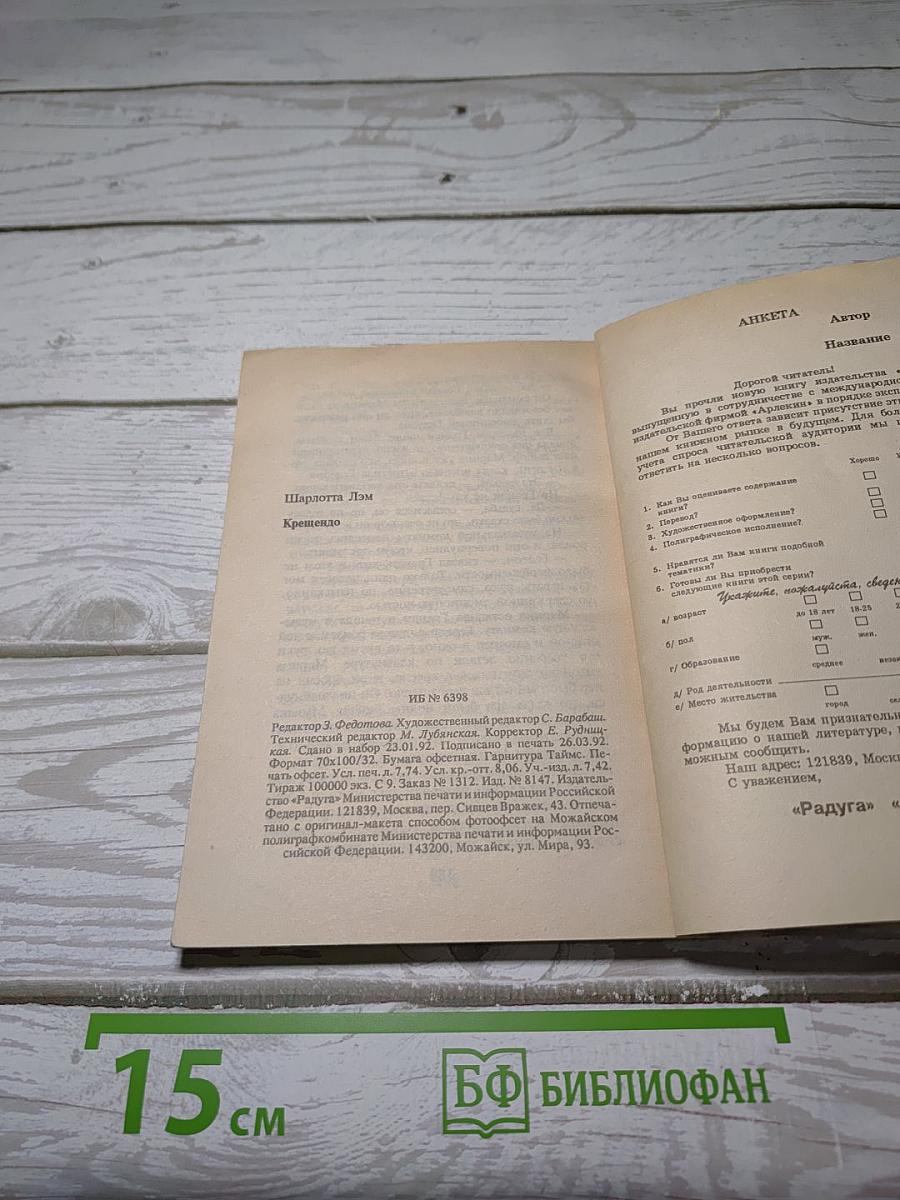 Шарлотта Лэм
Крещендо
ИБ № 6398
Редактор З. Федотова. Художественный редактор С. Барабаш.
Технический редактор М. Лубянская. Корректор Е. Рудниц-
кая. Сдано в набор 23.01.92. Подписано в печать 26.03.92.
Формат 70х100/32. Бумага офсетная. Гарнитура Таймс. Пе-
чать офсет. Усл. печ. л. 7,74. Усл. кр.-отт. 8,06. Уч.-изд. л. 7,42.
Тираж 100000 экз. С 9. Заказ № 1312. Изд. № 8147. Издатель-
ство «Радуга» Министерства печати и информации Российской
Федерации. 121839, Москва, пер. Сивцев Вражек, 43. Отпеча-
тано с оригинал-макета способом фотоофсет на Можайском
полиграфкомбинате Министерства печати и информации Рос-
сийской Федерации. 143200, Можайск, ул. Мира, 93.
АНКЕТА Автор
Название
Дорогой читатель!
Вы прочли новую книгу издательства «
выпущенную в сотрудничестве с международно
издательской фирмой «Арлекин» в порядке эксп
От Вашего ответа зависит присутствие эт
нашем книжном рынке в будущем. Для бол
учета спроса читательской аудитории мы
ответить на несколько вопросов.
Хорошо
1. Как Вы оцениваете содержание
книги?
2. Перевод?
3. Художественное оформление?
4. Полиграфическое исполнение?
5. Нравятся ли Вам книги подобной
тематики?
6. Готовы ли Вы приобрести
следующие книги этой серии?
Укажите, пожалуйста, сведен
а/ возраст
до 18 лет 18-25
б/ пол
муж. жен.
г/ Образование
среднее незак
д/ Род деятельности
е/ Место жительства
город сел
Мы будем Вам признательн
формацию о нашей литературе,
можным сообщить.
Наш адрес: 121839, Москв
С уважением,
«Радуга» «
15 см
БФ БИБЛИОФАН